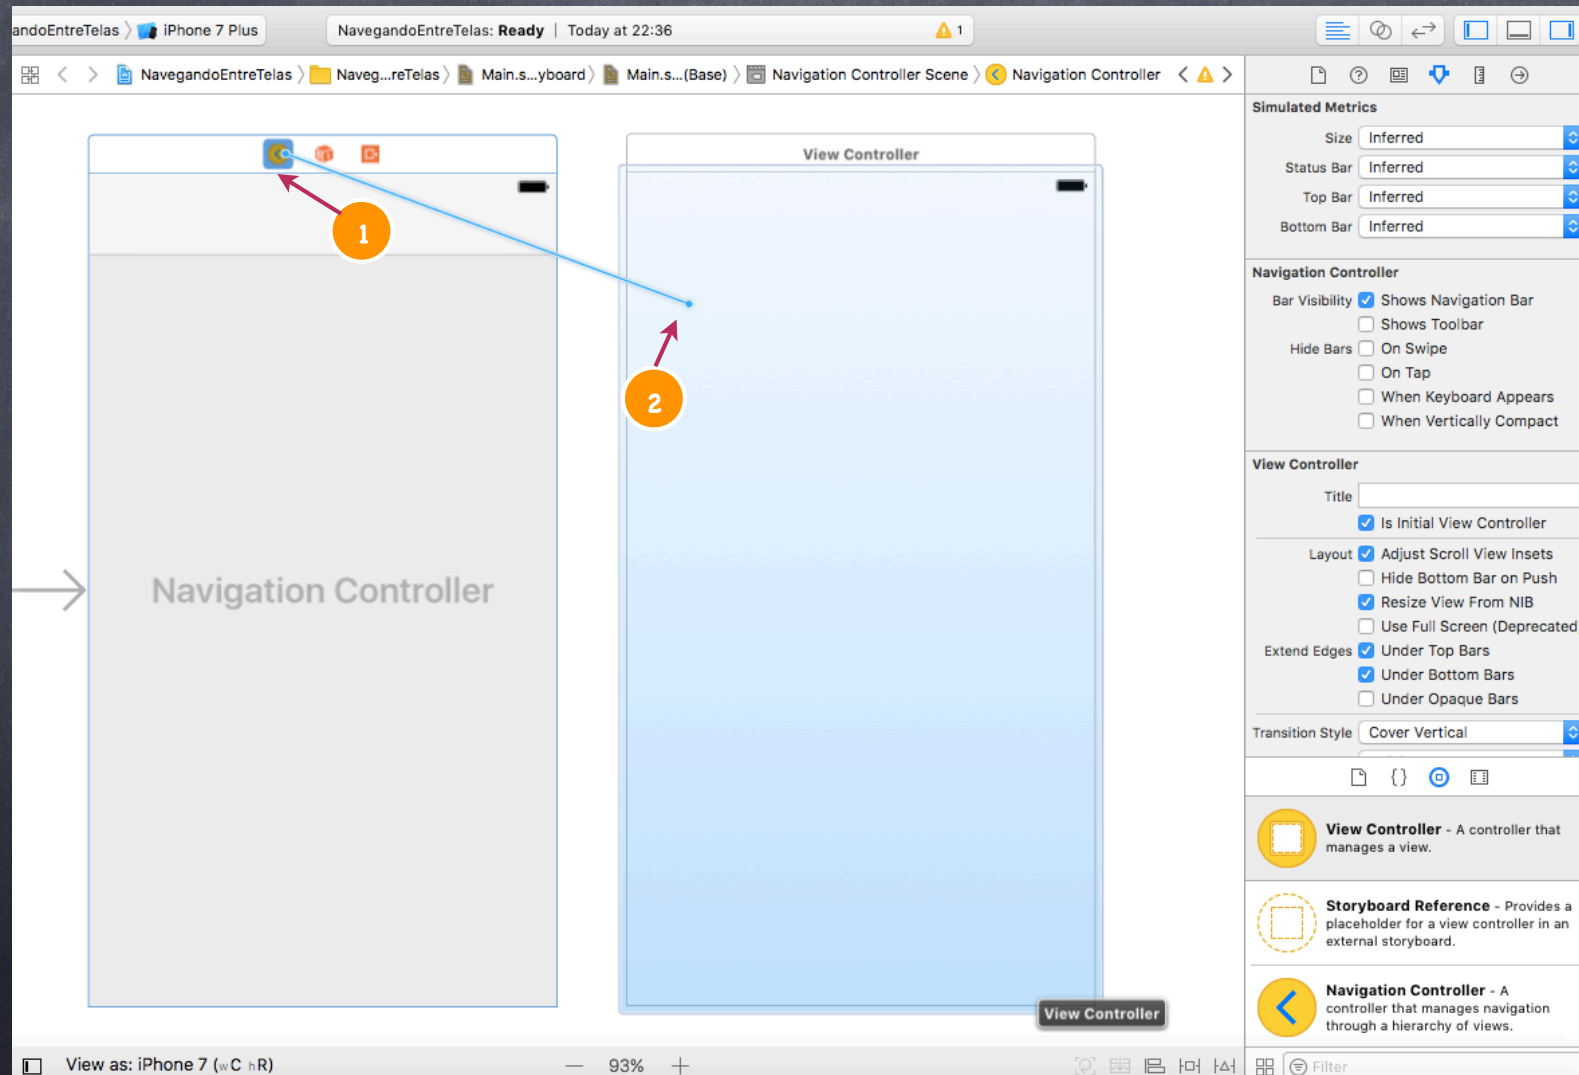 andoEntreTelas iPhone 7 Plus NavegandoEntreTelas: Ready | Today at 22:36 1
NavegandoEntreTelas Naveg...reTelas Main.s...yboard Main.s...(Base) Navigation Controller Scene Navigation Controller
Simulated Metrics
Size Inferred
Status Bar Inferred
Top Bar Inferred
Bottom Bar Inferred
View Controller
1
2
Navigation Controller
View Controller
Navigation Controller
Bar Visibility Shows Navigation Bar
Shows Toolbar
Hide Bars On Swipe
On Tap
When Keyboard Appears
When Vertically Compact
View Controller
Title
Is Initial View Controller
Layout Adjust Scroll View Insets
Hide Bottom Bar on Push
Resize View From NIB
Use Full Screen (Deprecated
Extend Edges Under Top Bars
Under Bottom Bars
Under Opaque Bars
Transition Style Cover Vertical
{}
View Controller - A controller that
manages a view.
Storyboard Reference - Provides a
placeholder for a view controller in an
external storyboard.
Navigation Controller - A
controller that manages navigation
through a hierarchy of views.
View as: iPhone 7 (wC hR) — 93% + Filter